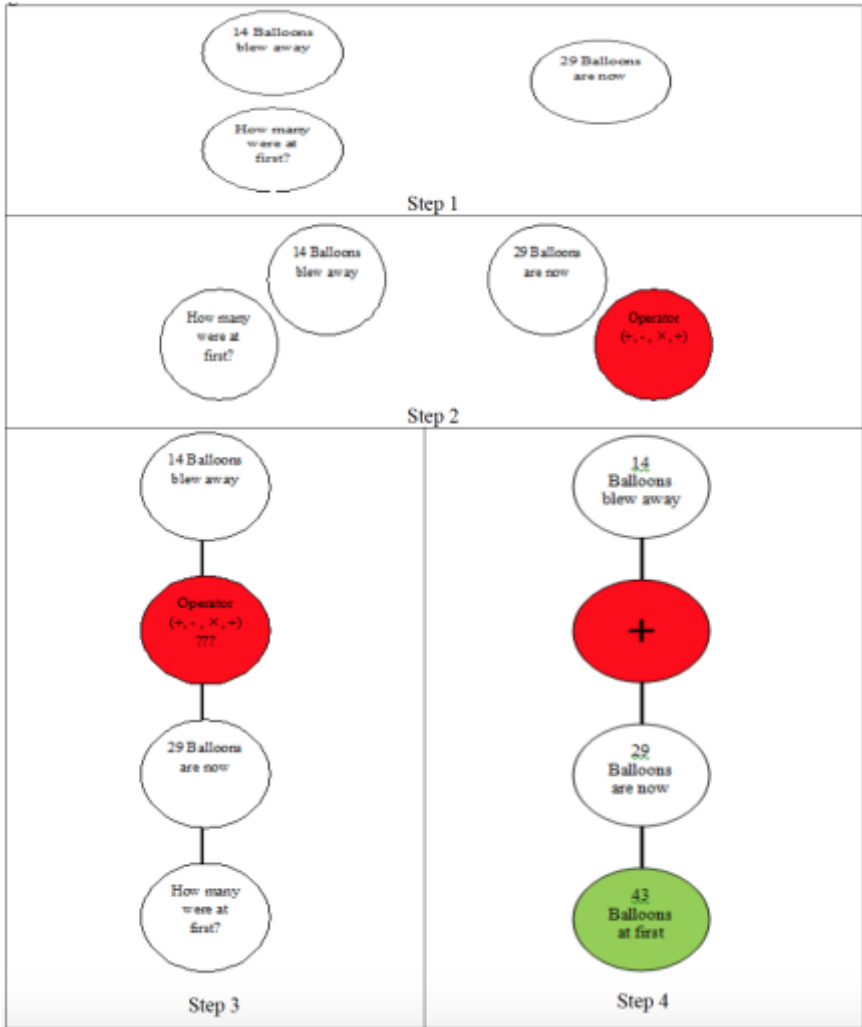 14 Balloons
blew away
29 Balloons
are now
How many
were at
first?
Step 1
14 Balloons
blew away
29 Balloons
are now
How many
were at
first?
Operator
(+, - , ×, ÷)
Step 2
14 Balloons
blew away
Operator
(+, - , ×, ÷)
???
29 Balloons
are now
How many
were at
first?
Step 3
14
Balloons
blew away
+
29
Balloons
are now
43
Balloons
at first
Step 4